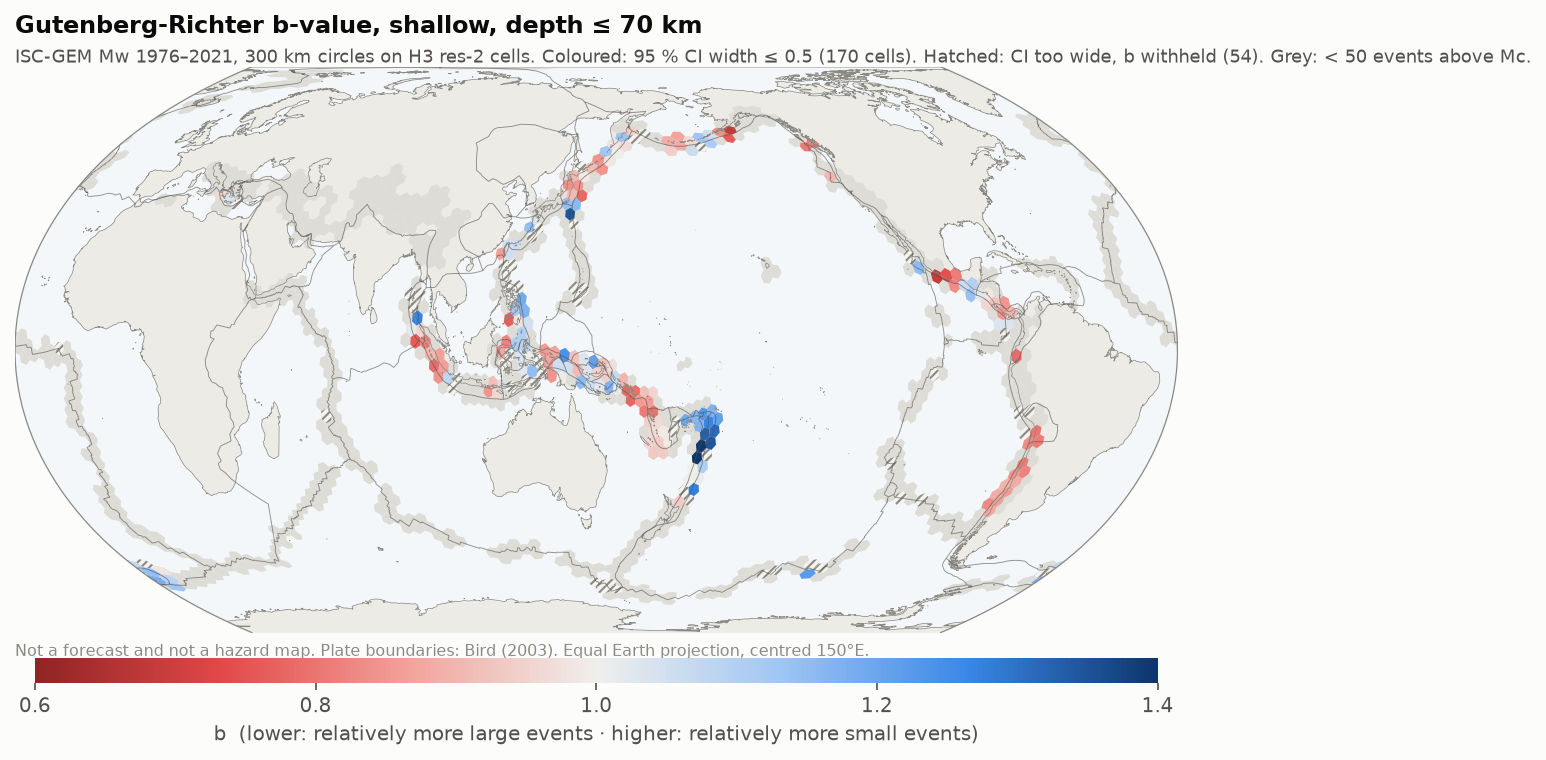 Gutenberg-Richter b-value, shallow, depth ≤ 70 km
ISC-GEM Mw 1976–2021, 300 km circles on H3 res-2 cells. Coloured: 95 % CI width ≤ 0.5 (170 cells). Hatched: CI too wide, b withheld (54). Grey: < 50 events above Mc.
Not a forecast and not a hazard map. Plate boundaries: Bird (2003). Equal Earth projection, centred 150°E.
0.6 0.8 1.0 1.2 1.4
b (lower: relatively more large events · higher: relatively more small events)